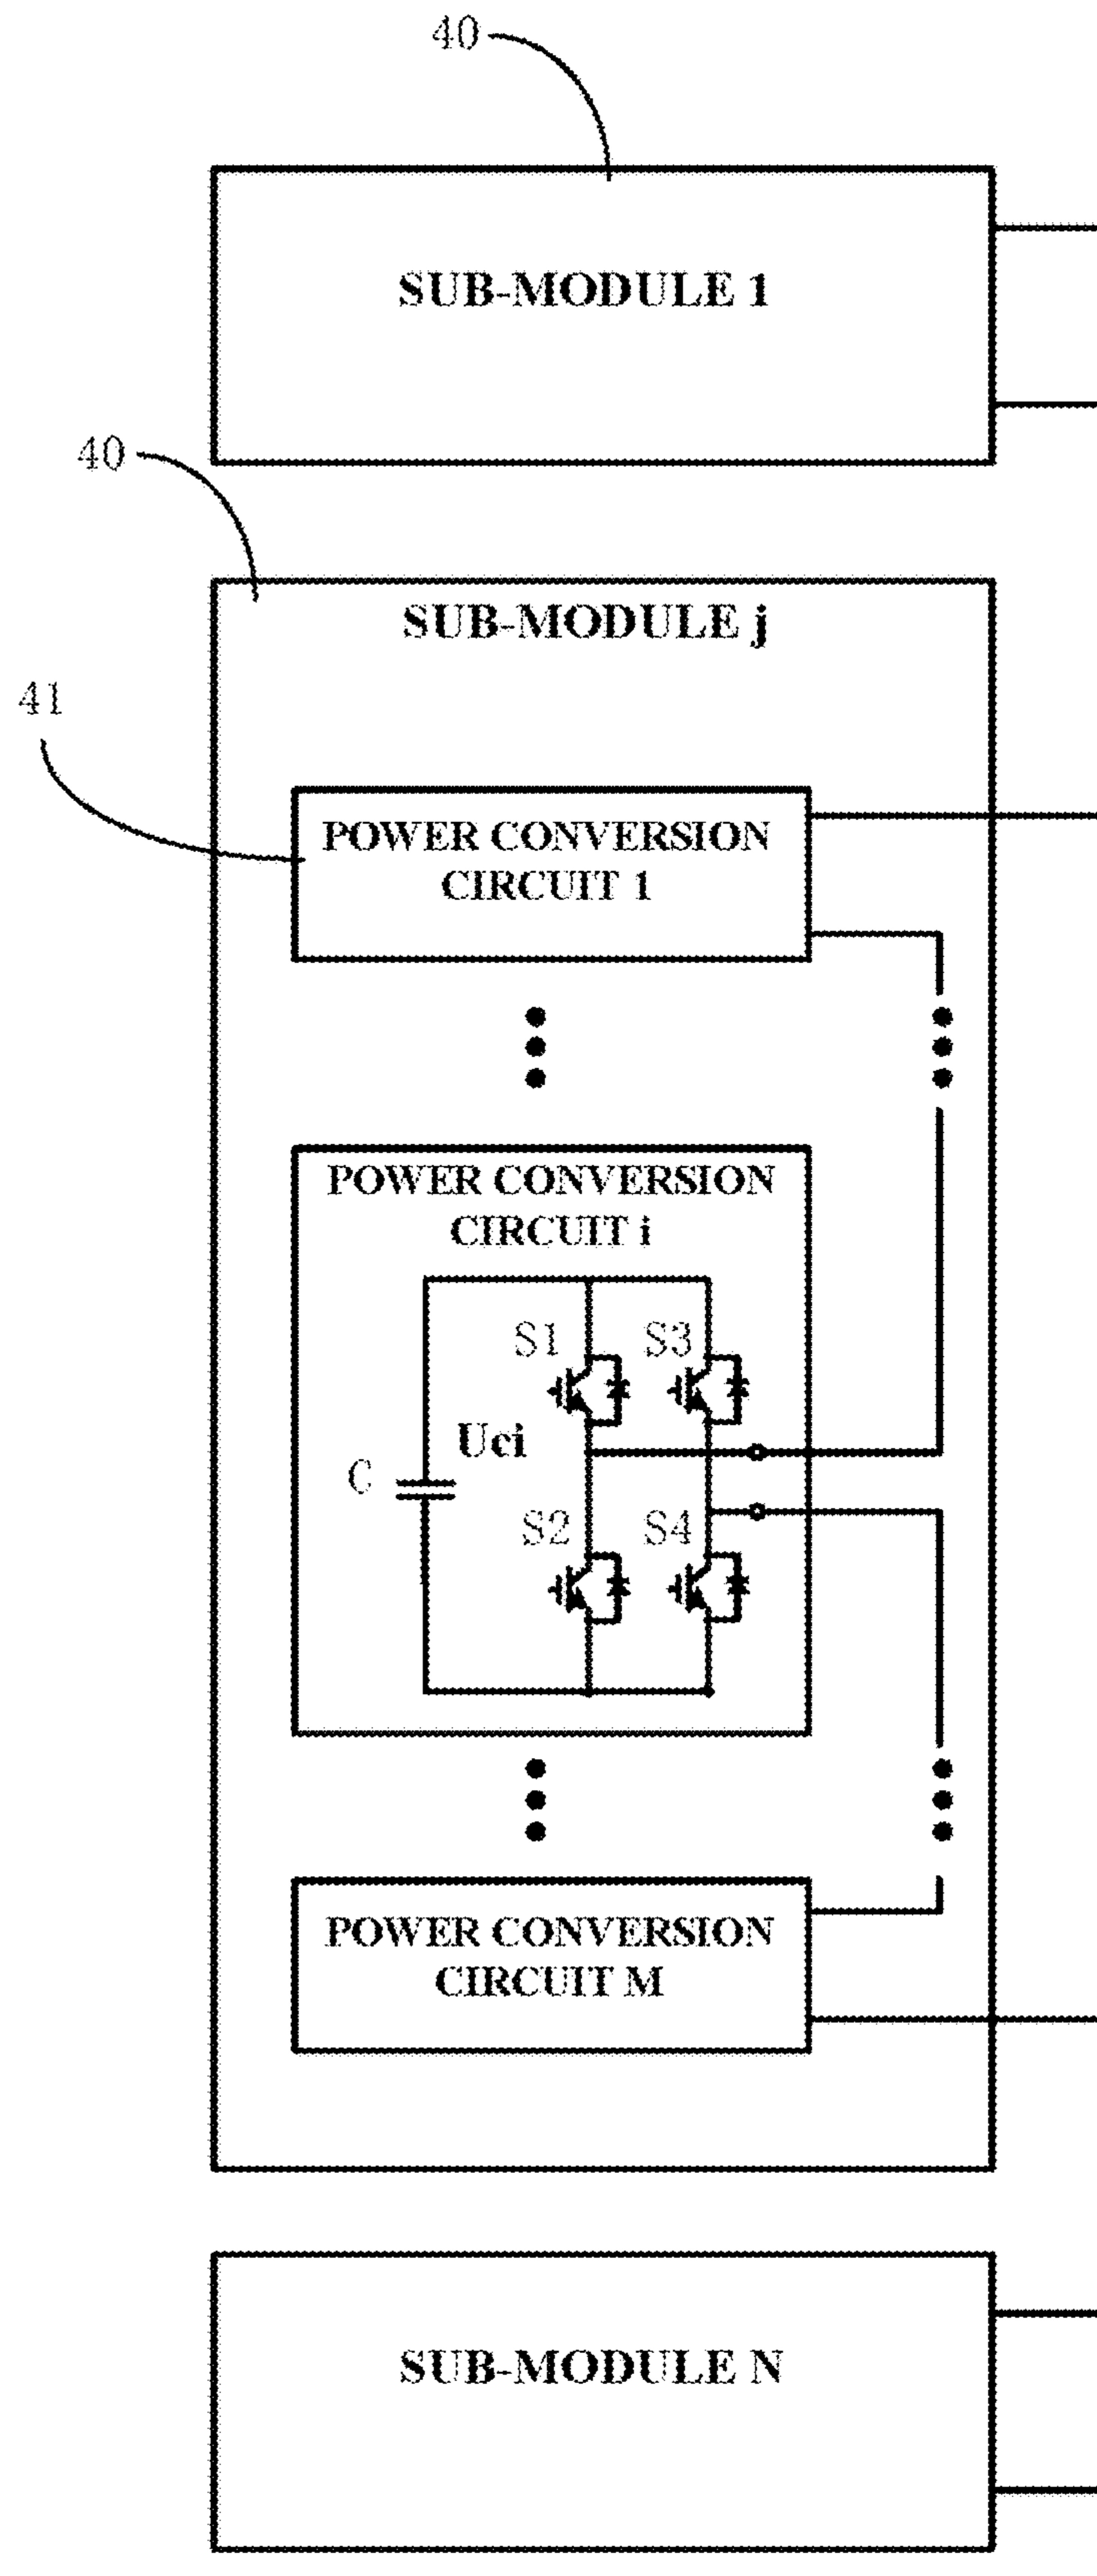 40
SUB-MODULE 1
40
SUB-MODULE j
41
POWER CONVERSION
CIRCUIT 1
POWER CONVERSION
CIRCUIT i
S1 S3
Uci
C
S2 S4
POWER CONVERSION
CIRCUIT M
SUB-MODULE N